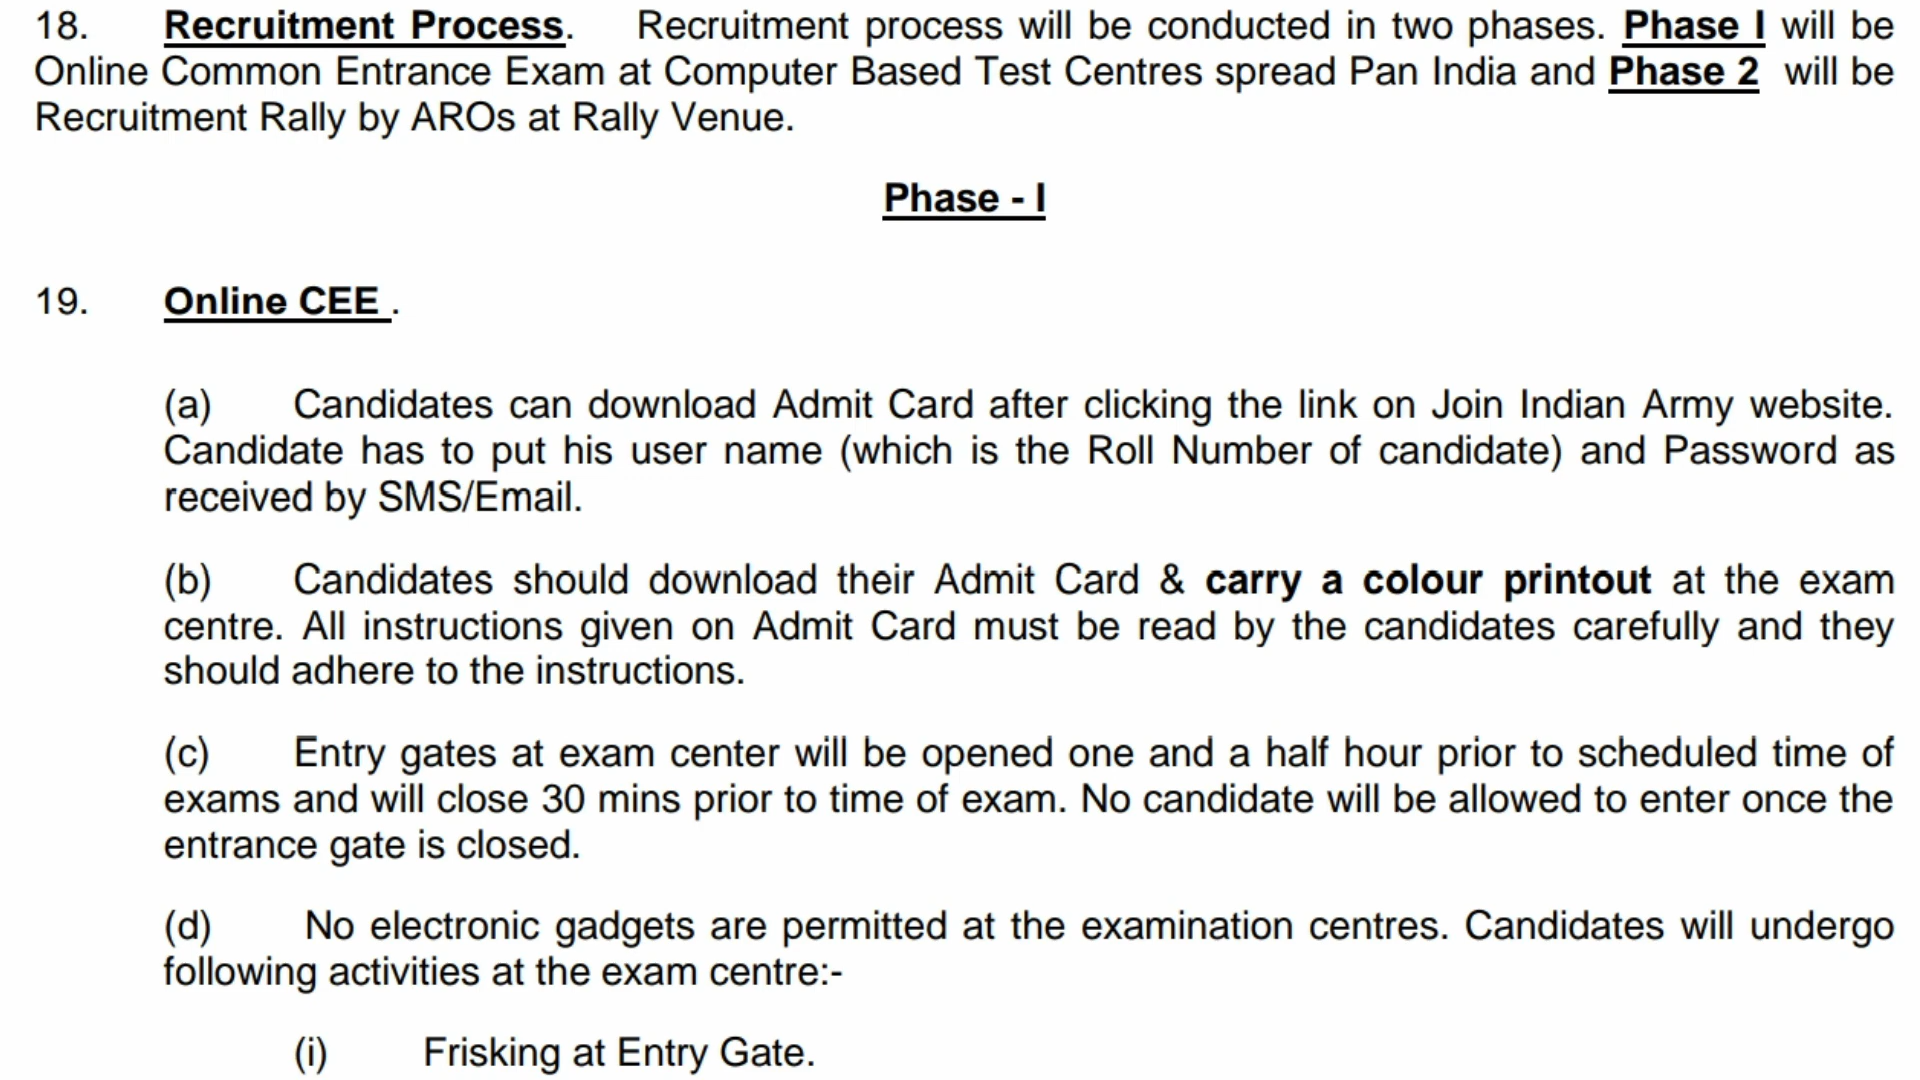 18. Recruitment Process. Recruitment process will be conducted in two phases. Phase I will be
Online Common Entrance Exam at Computer Based Test Centres spread Pan India and Phase 2 will be
Recruitment Rally by AROs at Rally Venue.
Phase - I
19. Online CEE .
(a) Candidates can download Admit Card after clicking the link on Join Indian Army website.
Candidate has to put his user name (which is the Roll Number of candidate) and Password as
received by SMS/Email.
(b) Candidates should download their Admit Card & carry a colour printout at the exam
centre. All instructions given on Admit Card must be read by the candidates carefully and they
should adhere to the instructions.
(c) Entry gates at exam center will be opened one and a half hour prior to scheduled time of
exams and will close 30 mins prior to time of exam. No candidate will be allowed to enter once the
entrance gate is closed.
(d) No electronic gadgets are permitted at the examination centres. Candidates will undergo
following activities at the exam centre:-
(i) Frisking at Entry Gate.